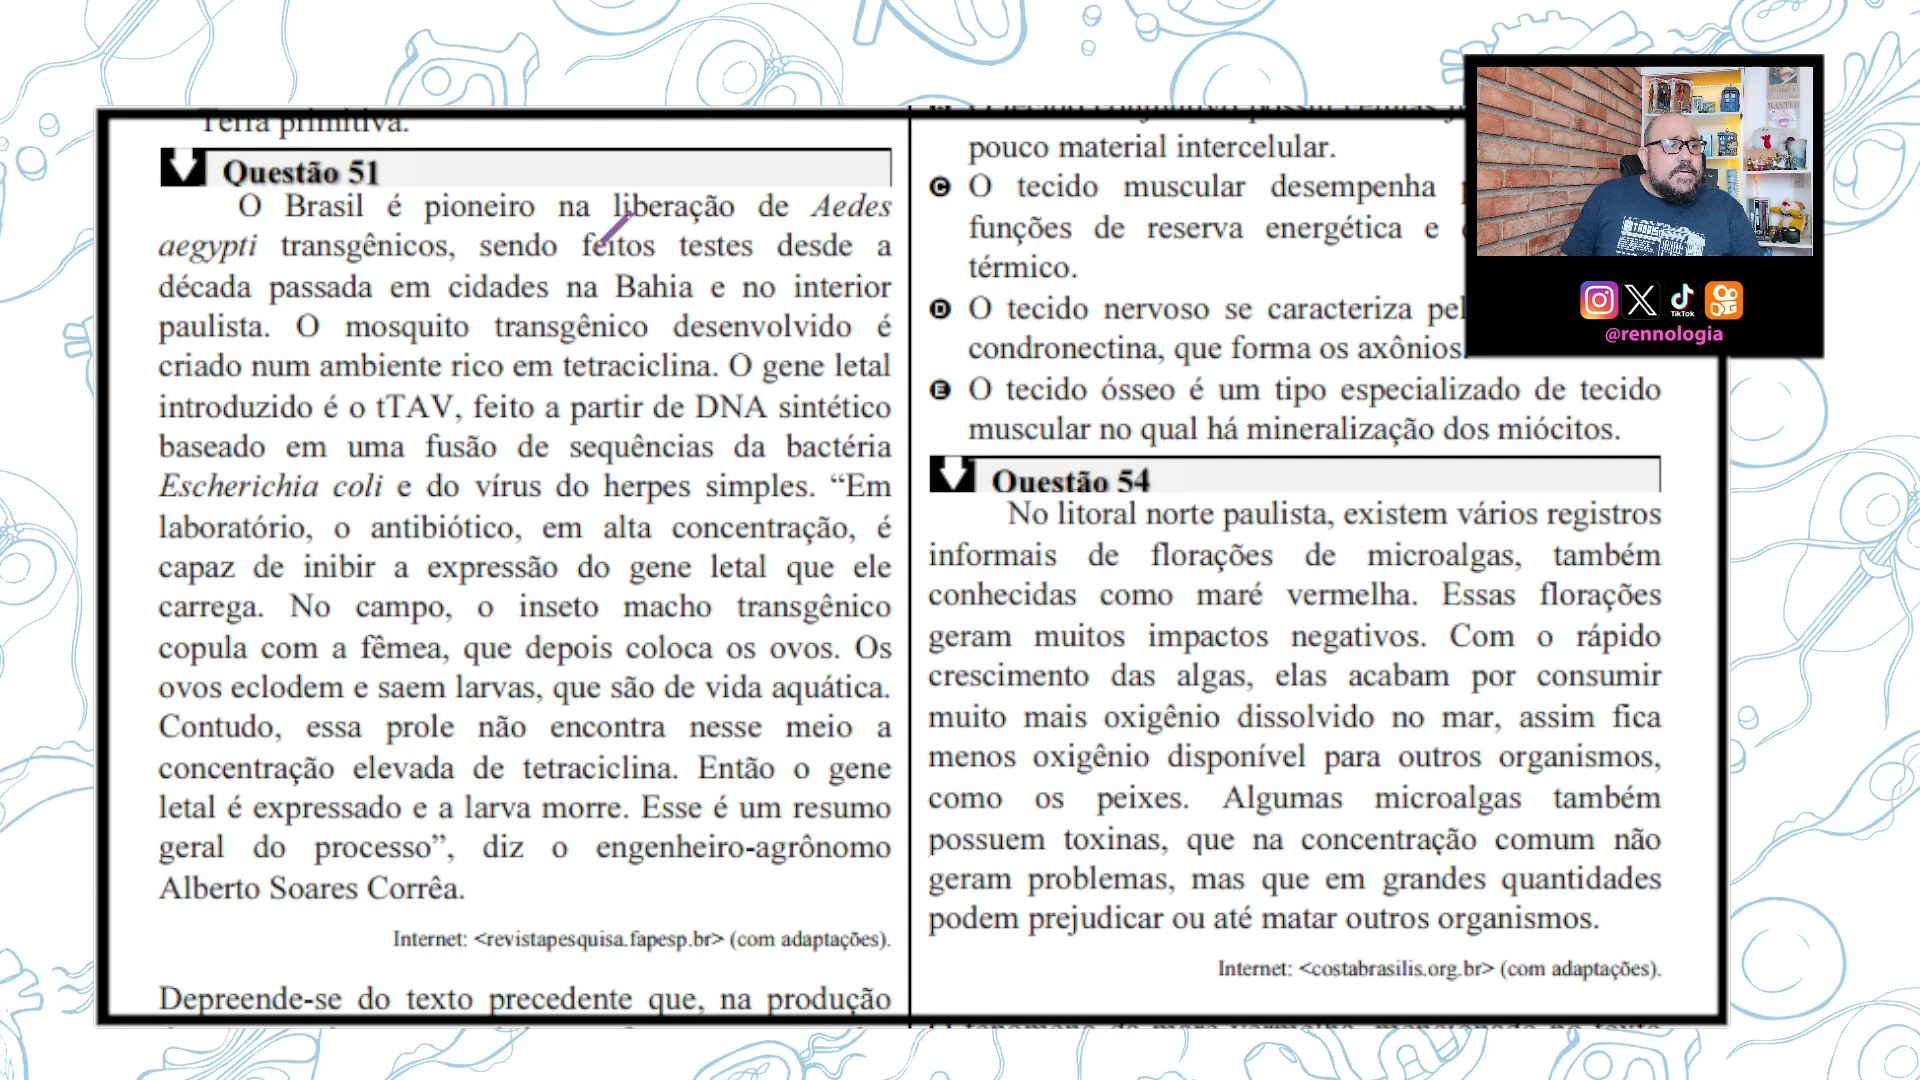 Terra primitiva.
Questão 51
O Brasil é pioneiro na liberação de Aedes
aegypti transgênicos, sendo feitos testes desde a
década passada em cidades na Bahia e no interior
paulista. O mosquito transgênico desenvolvido é
criado num ambiente rico em tetraciclina. O gene letal
introduzido é o tTAV, feito a partir de DNA sintético
baseado em uma fusão de sequências da bactéria
Escherichia coli e do vírus do herpes simples. “Em
laboratório, o antibiótico, em alta concentração, é
capaz de inibir a expressão do gene letal que ele
carrega. No campo, o inseto macho transgênico
copula com a fêmea, que depois coloca os ovos. Os
ovos eclodem e saem larvas, que são de vida aquática.
Contudo, essa prole não encontra nesse meio a
concentração elevada de tetraciclina. Então o gene
letal é expressado e a larva morre. Esse é um resumo
geral do processo”, diz o engenheiro-agrônomo
Alberto Soares Corrêa.
Internet: <revistapesquisa.fapesp.br> (com adaptações).
Depreende-se do texto precedente que, na produção
pouco material intercelular.
C O tecido muscular desempenha
funções de reserva energética e
térmico.
D O tecido nervoso se caracteriza
condronectina, que forma os axônios.
E O tecido ósseo é um tipo especializado de tecido
muscular no qual há mineralização dos miócitos.
Questão 54
No litoral norte paulista, existem vários registros
informais de florações de microalgas, também
conhecidas como maré vermelha. Essas florações
geram muitos impactos negativos. Com o rápido
crescimento das algas, elas acabam por consumir
muito mais oxigênio dissolvido no mar, assim fica
menos oxigênio disponível para outros organismos,
como os peixes. Algumas microalgas também
possuem toxinas, que na concentração comum não
geram problemas, mas que em grandes quantidades
podem prejudicar ou até matar outros organismos.
Internet: <costabrasilis.org.br> (com adaptações).
TikTok
@rennologia